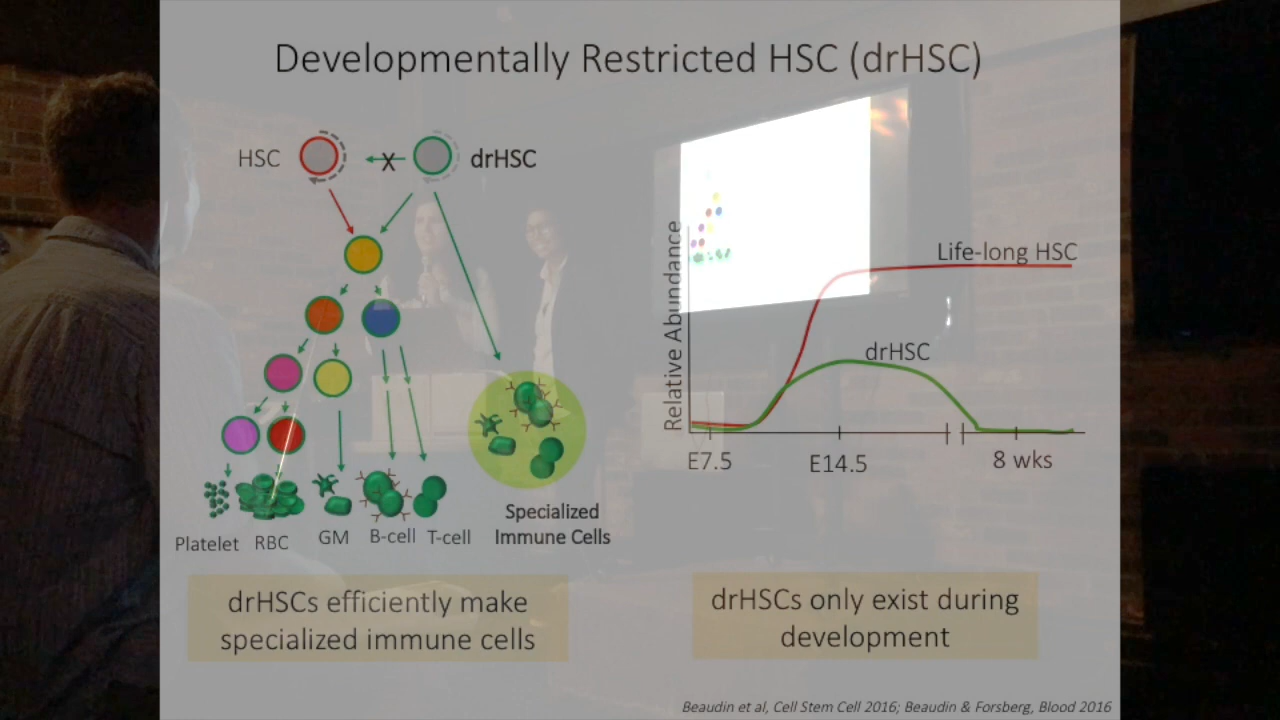 Developmentally Restricted HSC (drHSC)
HSC
X
drHSC
Platelet
RBC
GM
B-cell
T-cell
Specialized
Immune Cells
drHSCs efficiently make
specialized immune cells
Relative Abundance
Life-long HSC
drHSC
E7.5
E14.5
8 wks
drHSCs only exist during
development
Beaudin et al, Cell Stem Cell 2016; Beaudin & Forsberg, Blood 2016